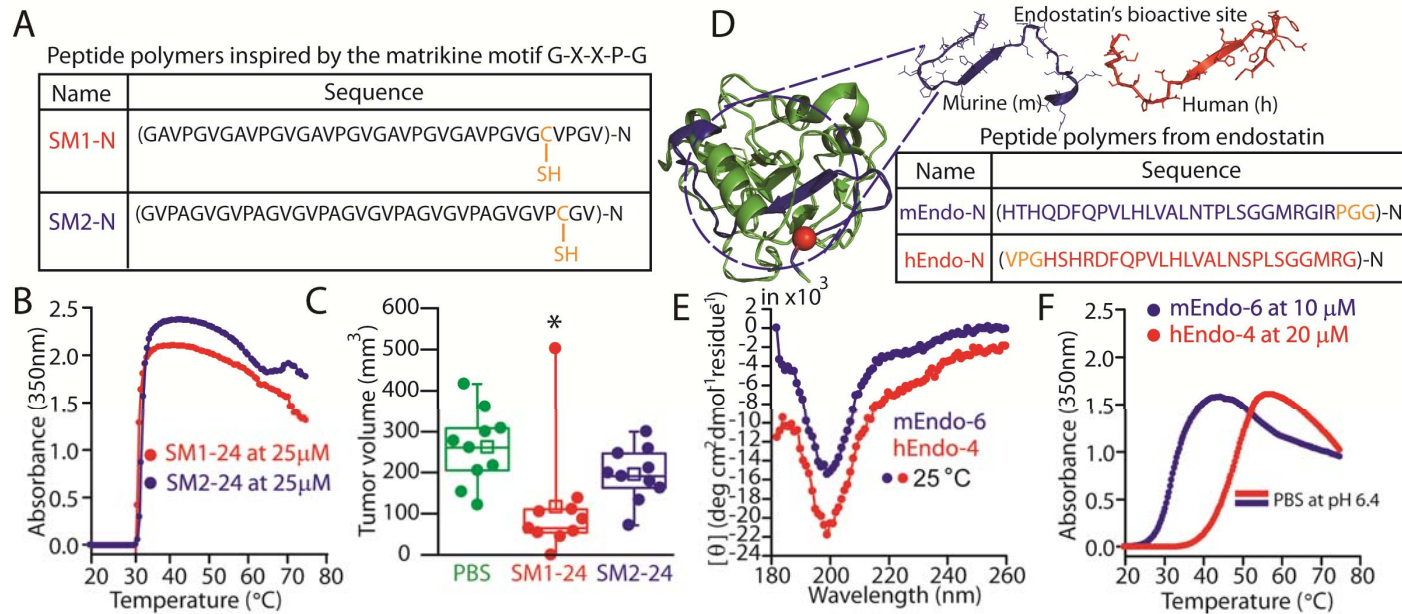 A
Peptide polymers inspired by the matrikine motif G-X-X-P-G
Name Sequence
SM1-N (GAVPGVGAVPGVGAVPGVGAVPGVGAVPGVGCVPGV)-N
SH
SM2-N (GVPAGVGVPAGVGVPAGVGVPAGVGVPAGVGVPCGV)-N
SH
D
Endostatin's bioactive site
Murine (m)
Human (h)
Peptide polymers from endostatin
Name Sequence
mEndo-N (HTHQDFQPVLHLVALNTPLSGGMRGIRPGG)-N
hEndo-N (VPGHSHRDFQPVLHLVALNSPLSGGMRG)-N
B
Absorbance (350nm)
2.5
2.0
1.5
1.0
0.5
0.0
SM1-24 at 25μM
SM2-24 at 25μM
20 30 40 50 60 70 80
Temperature (°C)
C
Tumor volume (mm³)
600
500
400
300
200
100
0
*
PBS SM1-24 SM2-24
E
in x10³
[θ] (deg cm²dmol⁻¹residue⁻¹)
2
0
-2
-4
-6
-8
-10
-12
-14
-16
-18
-20
-22
-24
mEndo-6
hEndo-4
25 °C
180 200 220 240 260
Wavelength (nm)
F
Absorbance (350nm)
2.5
2.0
1.5
1.0
0.5
0.0
mEndo-6 at 10 μM
hEndo-4 at 20 μM
PBS at pH 6.4
20 30 40 50 60 70 80
Temperature (°C)